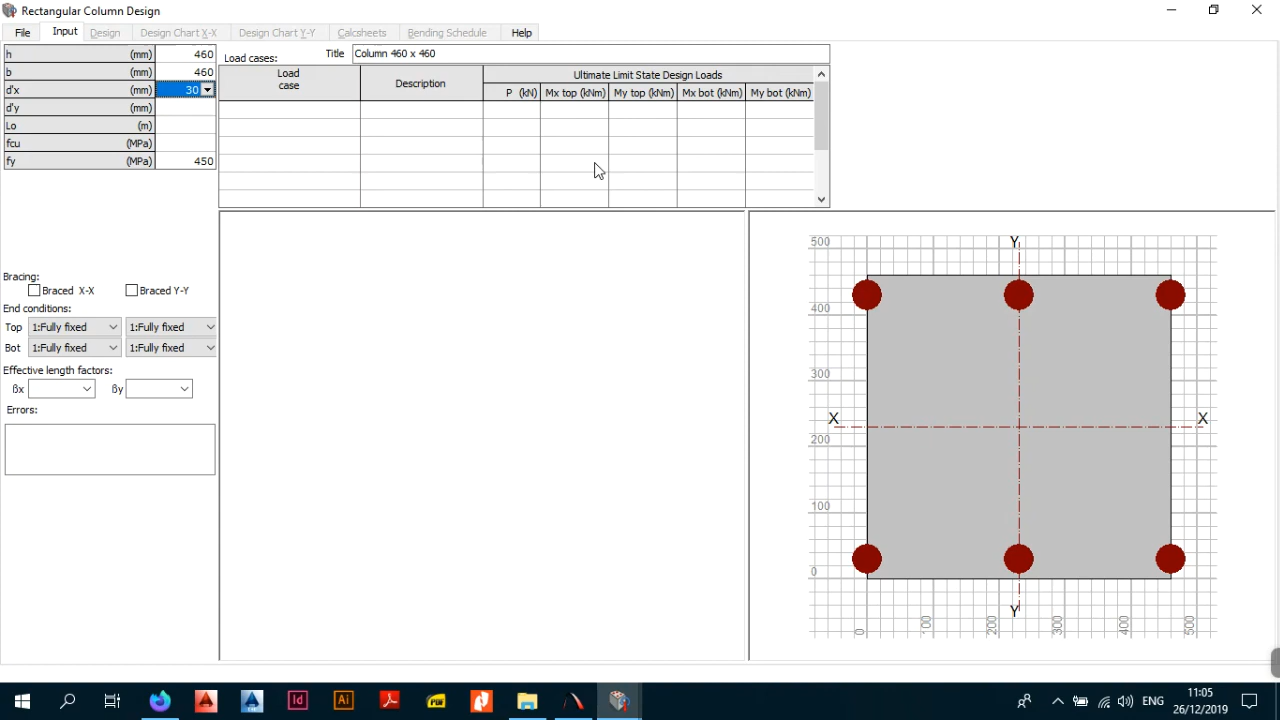 Rectangular Column Design
File Input Design Design Chart X-X Design Chart Y-Y Calcsheets Bending Schedule Help
h (mm) 460
b (mm) 460
d'x (mm) 30
d'y (mm)
Lo (m)
fcu (MPa)
fy (MPa) 450
Load cases: Title Column 460 x 460
Load case Description Ultimate Limit State Design Loads
P (kN) Mx top (kNm) My top (kNm) Mx bot (kNm) My bot (kNm)
Bracing:
Braced X-X Braced Y-Y
End conditions:
Top 1:Fully fixed 1:Fully fixed
Bot 1:Fully fixed 1:Fully fixed
Effective length factors:
ßx ßy
Errors:
500
400
300
200
100
0
Y
X X
Y
0 100 200 300 400 500
Id Ai PDF
ENG
11:05
26/12/2019